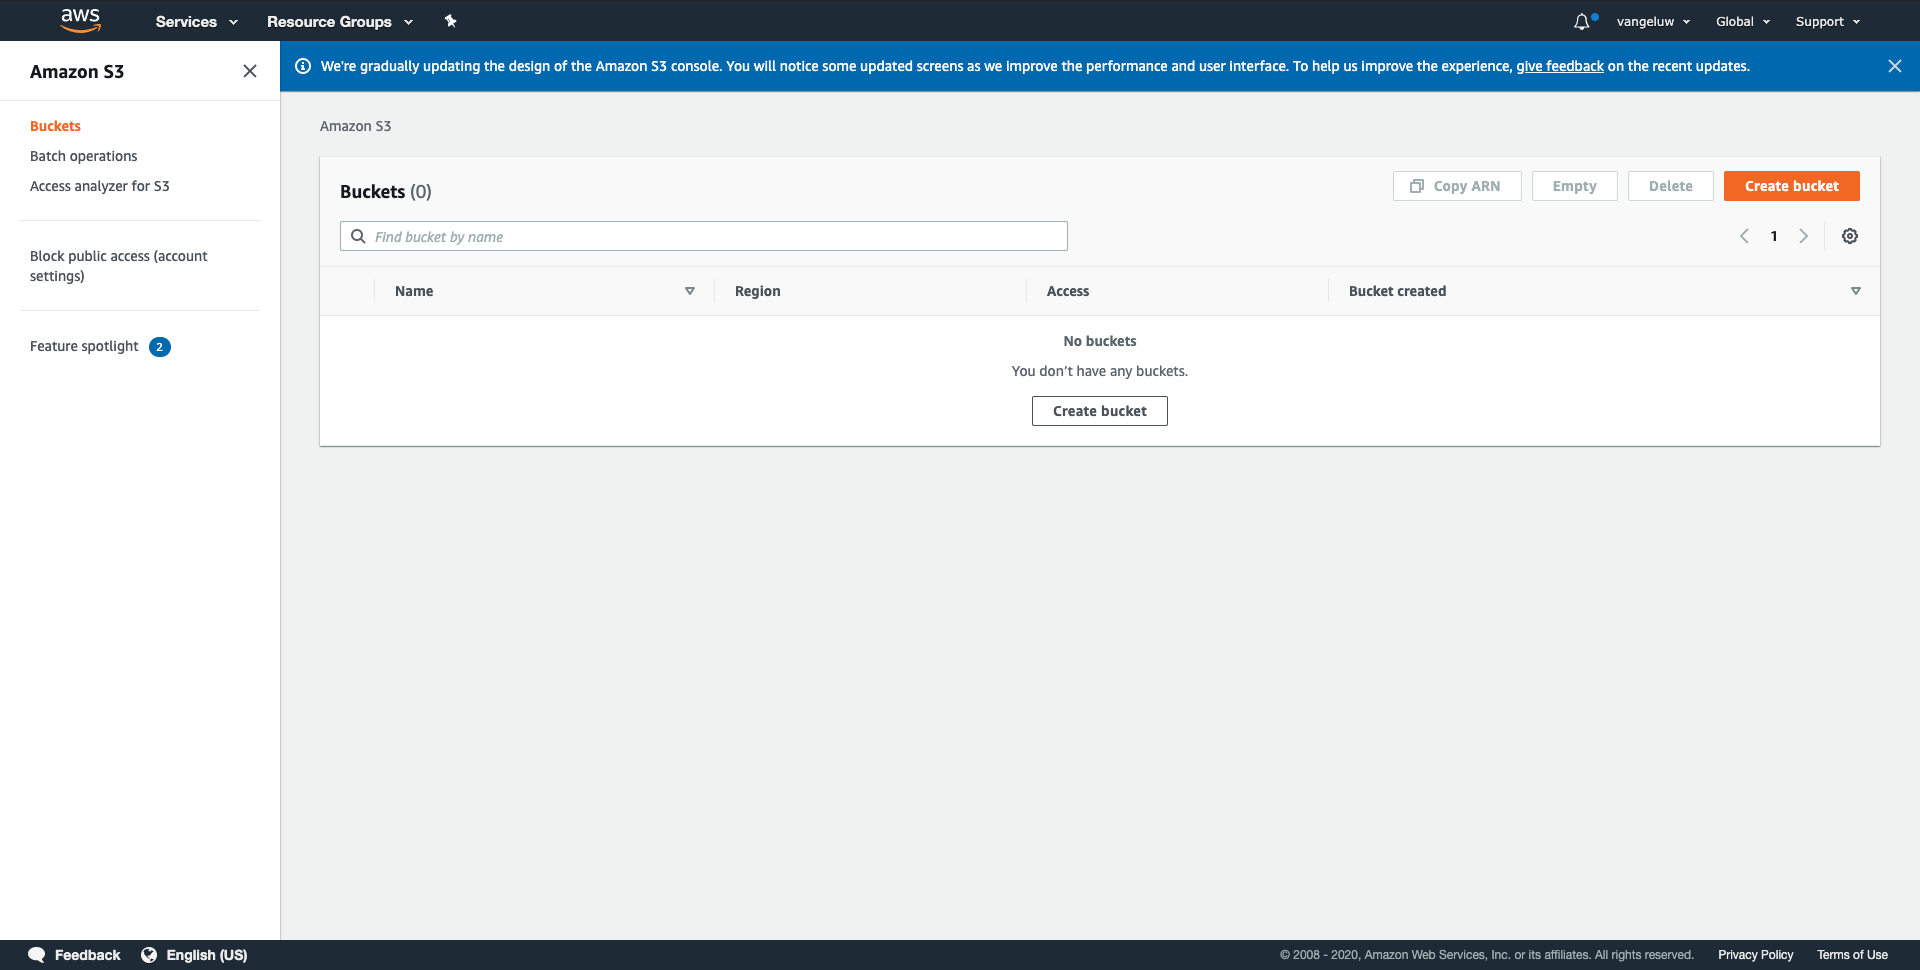 aws
Services
Resource Groups
vangeluw
Global
Support
Amazon S3
Buckets
Batch operations
Access analyzer for S3
Block public access (account
settings)
Feature spotlight 2
We're gradually updating the design of the Amazon S3 console. You will notice some updated screens as we improve the performance and user interface. To help us improve the experience, give feedback on the recent updates.
Amazon S3
Buckets (0)
Copy ARN
Empty
Delete
Create bucket
Find bucket by name
1
Name
Region
Access
Bucket created
No buckets
You don't have any buckets.
Create bucket
Feedback
English (US)
© 2008 - 2020, Amazon Web Services, Inc. or its affiliates. All rights reserved.
Privacy Policy
Terms of Use